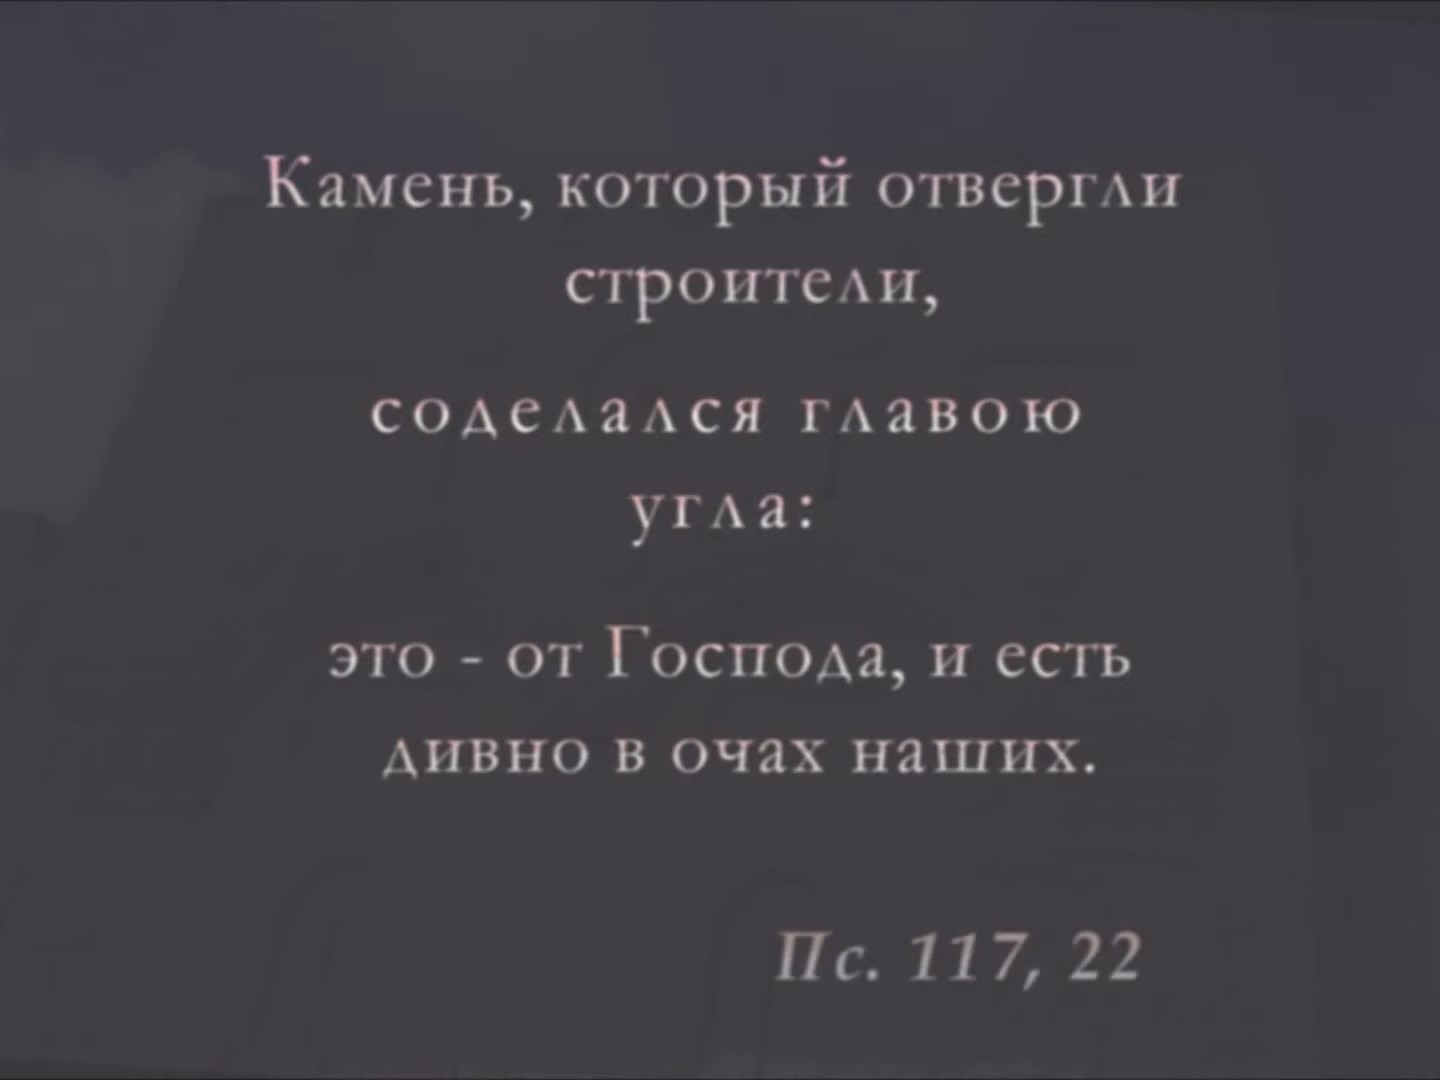 Камень, который отвергли
строители,
соделался главою
угла:
это - от Господа, и есть
дивно в очах наших.
Пс. 117, 22